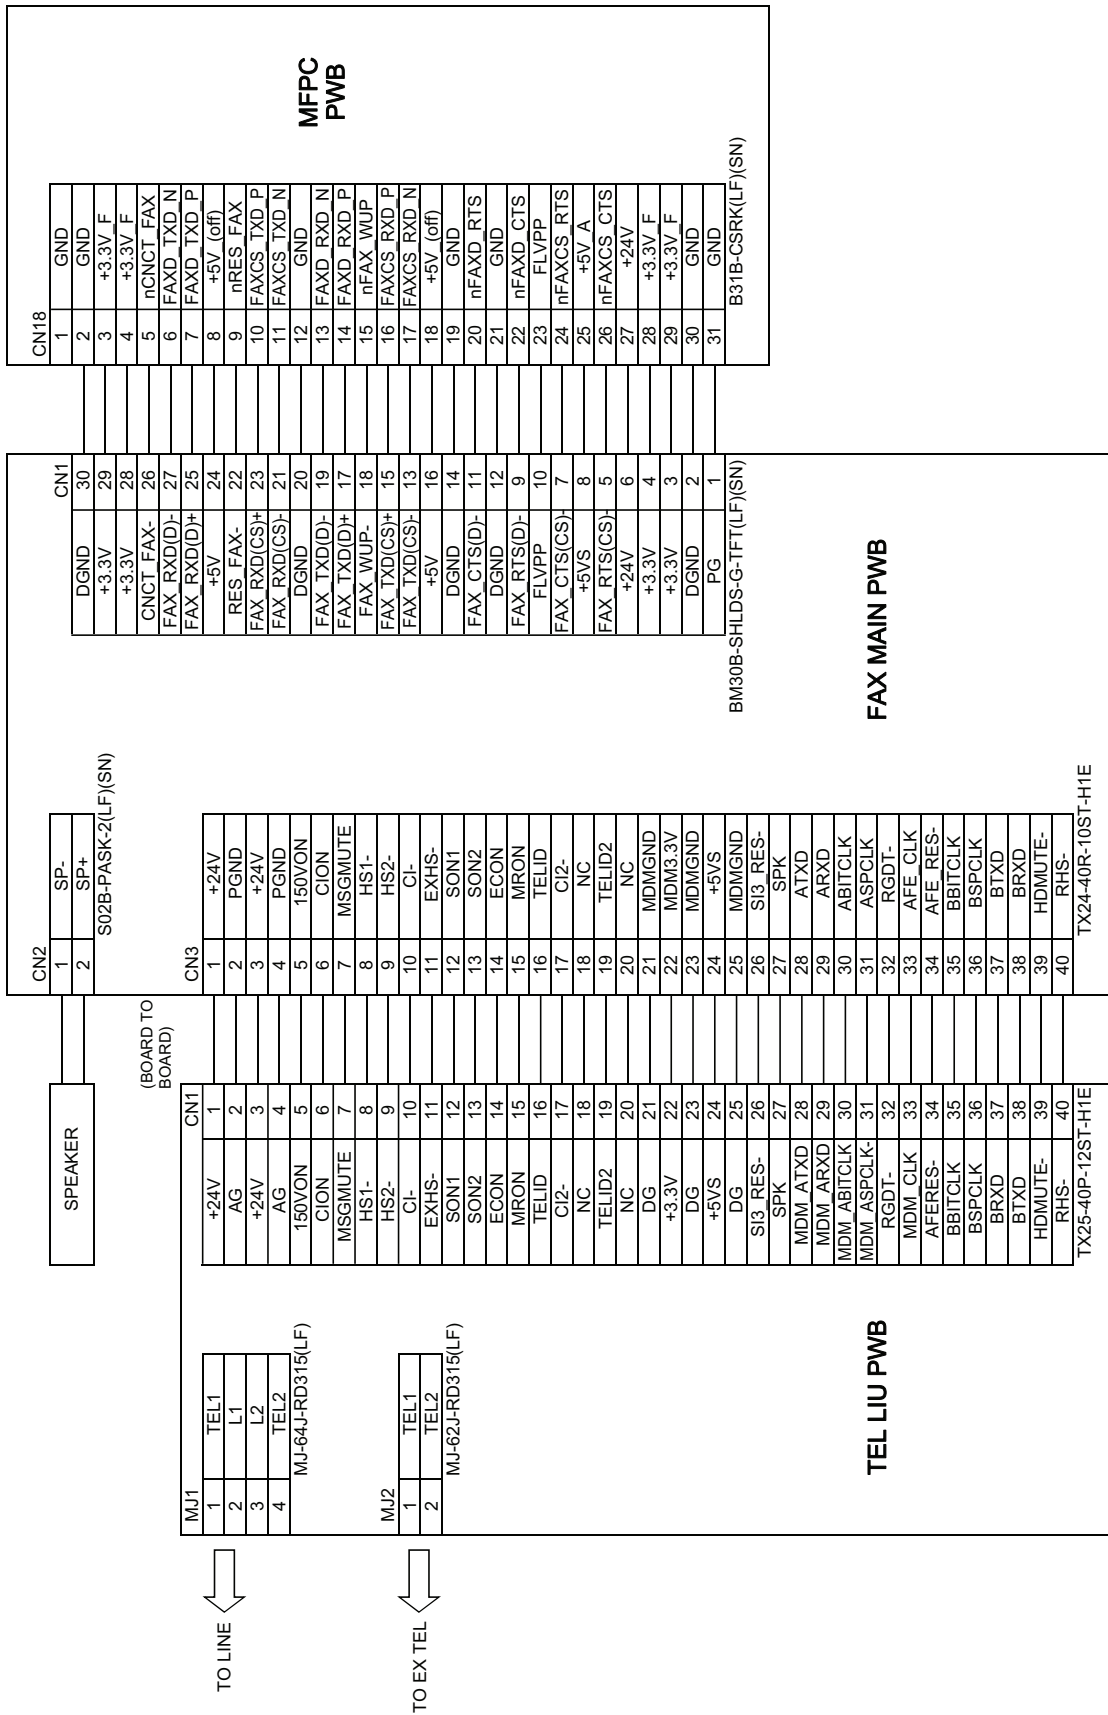 TO LINE
MJ1
1 TEL1
2 L1
3 L2
4 TEL2
MJ-64J-RD315(LF)
TO EX TEL
MJ2
1 TEL1
2 TEL2
MJ-62J-RD315(LF)
TEL LIU PWB
SPEAKER
CN1
+24V 1
AG 2
+24V 3
AG 4
150VON 5
CION 6
MSGMUTE 7
HS1- 8
HS2- 9
CI- 10
EXHS- 11
SON1 12
SON2 13
ECON 14
MRON 15
TELID 16
CI2- 17
NC 18
TELID2 19
NC 20
DG 21
+3.3V 22
DG 23
+5VS 24
DG 25
SI3_RES- 26
SPK 27
MDM_ATXD 28
MDM_ARXD 29
MDM_ABITCLK 30
MDM_ASPCLK- 31
RGDT- 32
MDM_CLK 33
AFERES- 34
BBITCLK 35
BSPCLK 36
BRXD 37
BTXD 38
HDMUTE- 39
RHS- 40
TX25-40P-12ST-H1E
(BOARD TO
BOARD)
CN2
1 SP-
2 SP+
S02B-PASK-2(LF)(SN)
CN3
1 +24V
2 PGND
3 +24V
4 PGND
5 150VON
6 CION
7 MSGMUTE
8 HS1-
9 HS2-
10 CI-
11 EXHS-
12 SON1
13 SON2
14 ECON
15 MRON
16 TELID
17 CI2-
18 NC
19 TELID2
20 NC
21 MDMGND
22 MDM3.3V
23 MDMGND
24 +5VS
25 MDMGND
26 SI3_RES-
27 SPK
28 ATXD
29 ARXD
30 ABITCLK
31 ASPCLK
32 RGDT-
33 AFE_CLK
34 AFE_RES-
35 BBITCLK
36 BSPCLK
37 BTXD
38 BRXD
39 HDMUTE-
40 RHS-
TX24-40R-10ST-H1E
FAX MAIN PWB
CN1
DGND 30
+3.3V 29
+3.3V 28
CNCT_FAX- 26
FAX_RXD(D)- 27
FAX_RXD(D)+ 25
+5V 24
RES_FAX- 22
FAX_RXD(CS)+ 23
FAX_RXD(CS)- 21
DGND 20
FAX_TXD(D)- 19
FAX_TXD(D)+ 17
FAX_WUP- 18
FAX_TXD(CS)+ 15
FAX_TXD(CS)- 13
+5V 16
DGND 14
FAX_CTS(D)- 11
DGND 12
FAX_RTS(D)- 9
FLVPP 10
FAX_CTS(CS)- 7
+5VS 8
FAX_RTS(CS)- 5
+24V 6
+3.3V 4
+3.3V 3
DGND 2
PG 1
BM30B-SHLDS-G-TFT(LF)(SN)
CN18
1 GND
2 GND
3 +3.3V_F
4 +3.3V_F
5 nCNCT_FAX
6 FAXD_TXD_N
7 FAXD_TXD_P
8 +5V_(off)
9 nRES_FAX
10 FAXCS_TXD_P
11 FAXCS_TXD_N
12 GND
13 FAXD_RXD_N
14 FAXD_RXD_P
15 nFAX_WUP
16 FAXCS_RXD_P
17 FAXCS_RXD_N
18 +5V_(off)
19 GND
20 nFAXD_RTS
21 GND
22 nFAXD_CTS
23 FLVPP
24 nFAXCS_RTS
25 +5V_A
26 nFAXCS_CTS
27 +24V
28 +3.3V_F
29 +3.3V_F
30 GND
31 GND
B31B-CSRK(LF)(SN)
MFPC
PWB